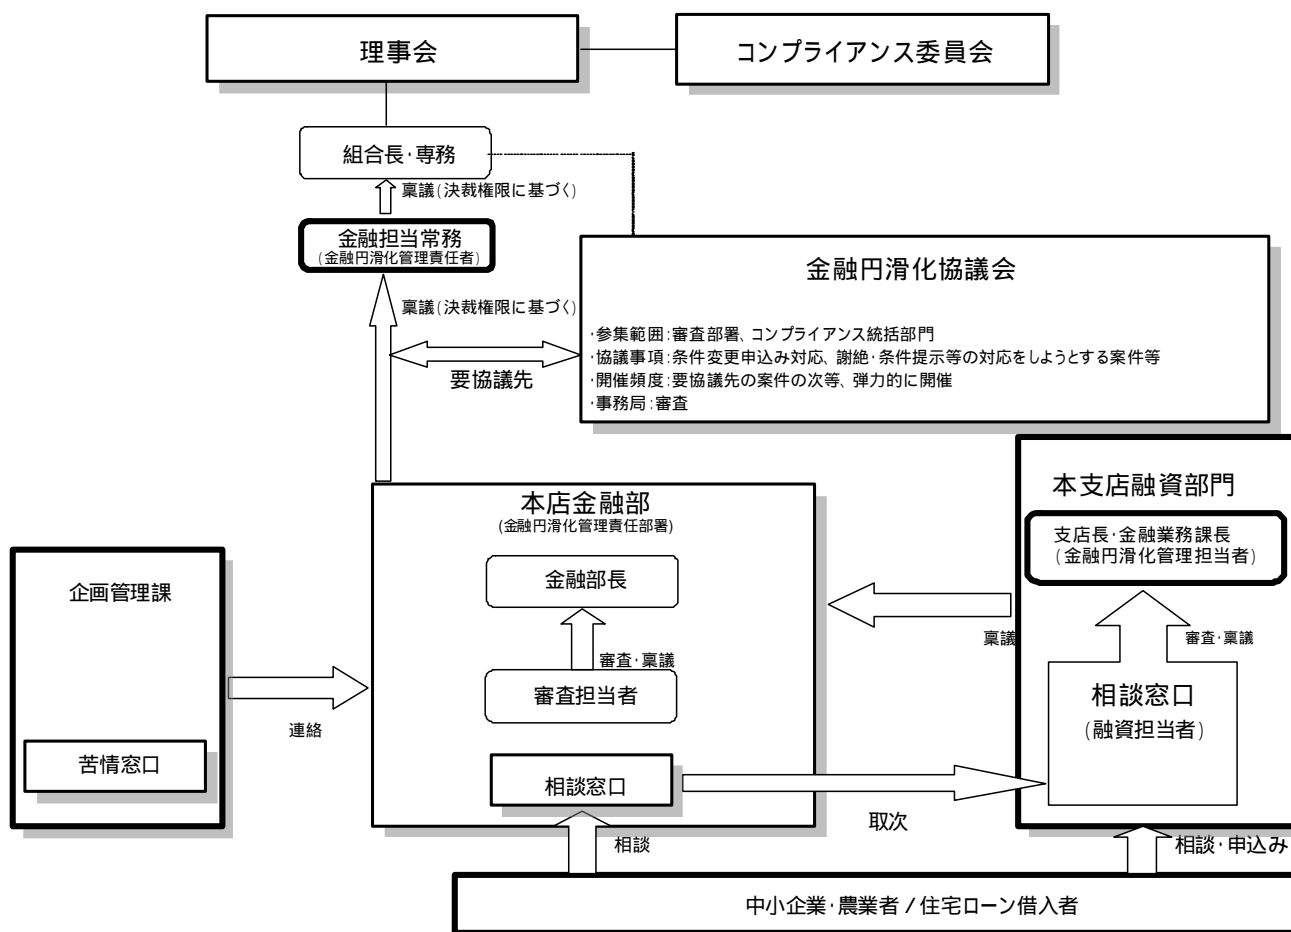 理事会
コンプライアンス委員会
組合長・専務
稟議(決裁権限に基づく)
金融担当常務
(金融円滑化管理責任者)
稟議(決裁権限に基づく)
要協議先
金融円滑化協議会
・参集範囲:審査部署、コンプライアンス統括部門
・協議事項:条件変更申込み対応、謝絶・条件提示等の対応をしようとする案件等
・開催頻度:要協議先の案件の次等、弾力的に開催
・事務局:審査
本店金融部
(金融円滑化管理責任部署)
金融部長
審査・稟議
審査担当者
相談窓口
本支店融資部門
支店長・金融業務課長
(金融円滑化管理担当者)
審査・稟議
相談窓口
(融資担当者)
稟議
企画管理課
苦情窓口
連絡
取次
相談
相談・申込み
中小企業・農業者 / 住宅ローン借入者